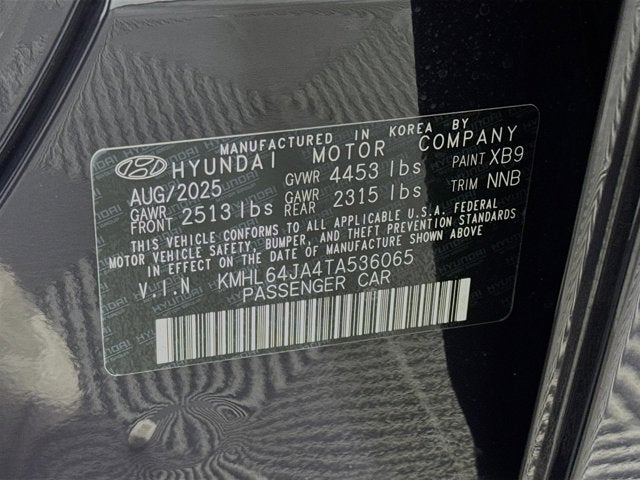 MANUFACTURED IN KOREA BY
HYUNDAI MOTOR COMPANY
AUG/2025 GVWR 4453 lbs PAINT XB9
GAWR FRONT 2513 lbs GAWR REAR 2315 lbs TRIM NNB
THIS VEHICLE CONFORMS TO ALL APPLICABLE U.S.A. FEDERAL
MOTOR VEHICLE SAFETY, BUMPER, AND THEFT PREVENTION STANDARDS
IN EFFECT ON THE DATE OF MANUFACTURE SHOWN ABOVE
V.I.N KMHL64JA4TA536065
PASSENGER CAR